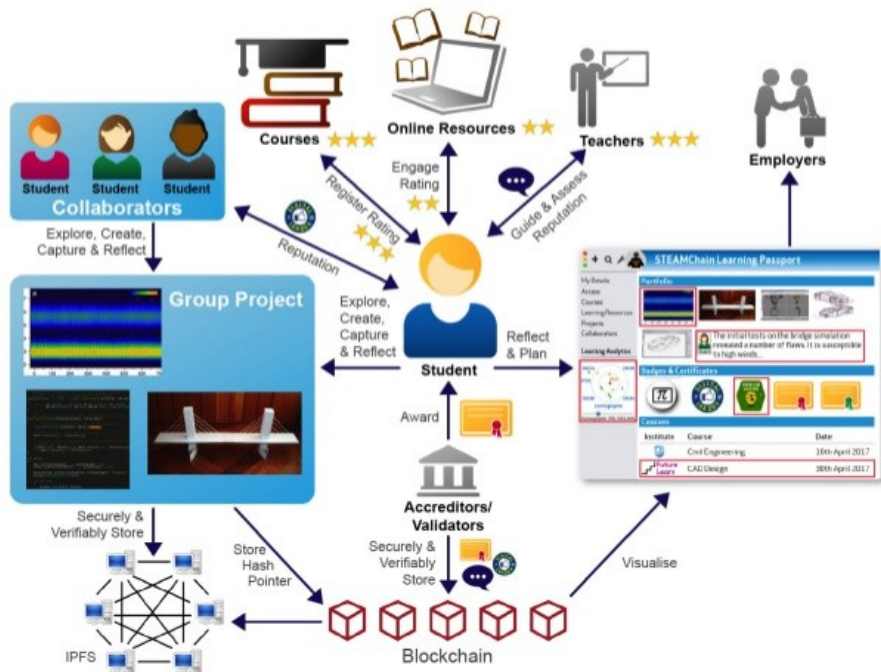 Courses
Online Resources
Teachers
Employers
Student
Student
Student
Collaborators
Explore, Create,
Capture & Reflect
Reputation
Register Rating
Engage
Rating
Guide & Assess
Reputation
Group Project
Explore,
Create,
Capture
& Reflect
Student
Reflect
& Plan
STEAMChain Learning Passport
My Details
Access
Courses
Learning Resources
Projects
Collaborators
Learning Analytics
Portfolio
The initial tests on the bridge simulation
revealed a number of flaws. It is susceptible
to high winds...
Badges & Certificates
π
Courses
Institute Course Date
Civil Engineering 10th April 2017
Future
Learn
CAD Design 30th April 2017
Award
Accreditors/
Validators
Securely &
Verifiably Store
Store
Hash
Pointer
Securely &
Verifiably
Store
Visualise
IPFS
Blockchain